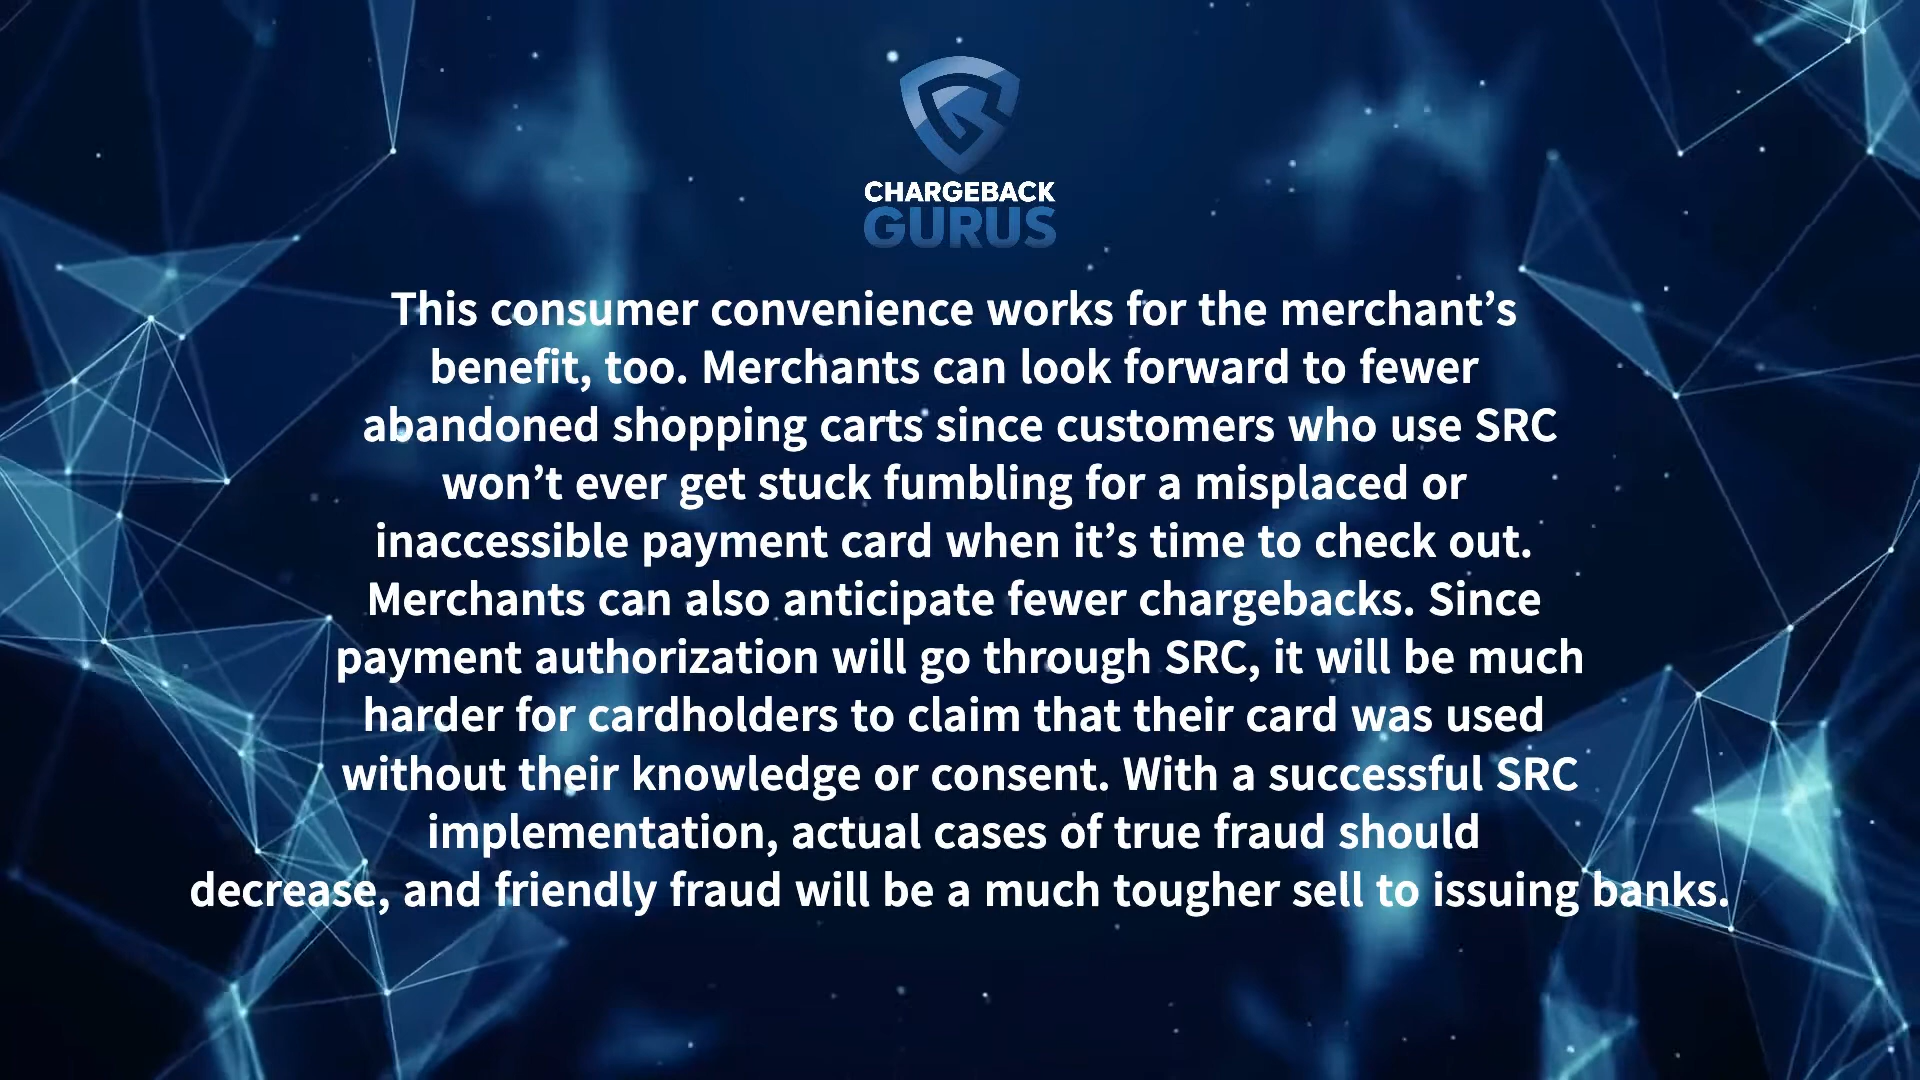 CHARGEBACK
GURUS
This consumer convenience works for the merchant’s
benefit, too. Merchants can look forward to fewer
abandoned shopping carts since customers who use SRC
won’t ever get stuck fumbling for a misplaced or
inaccessible payment card when it’s time to check out.
Merchants can also anticipate fewer chargebacks. Since
payment authorization will go through SRC, it will be much
harder for cardholders to claim that their card was used
without their knowledge or consent. With a successful SRC
implementation, actual cases of true fraud should
decrease, and friendly fraud will be a much tougher sell to issuing banks.